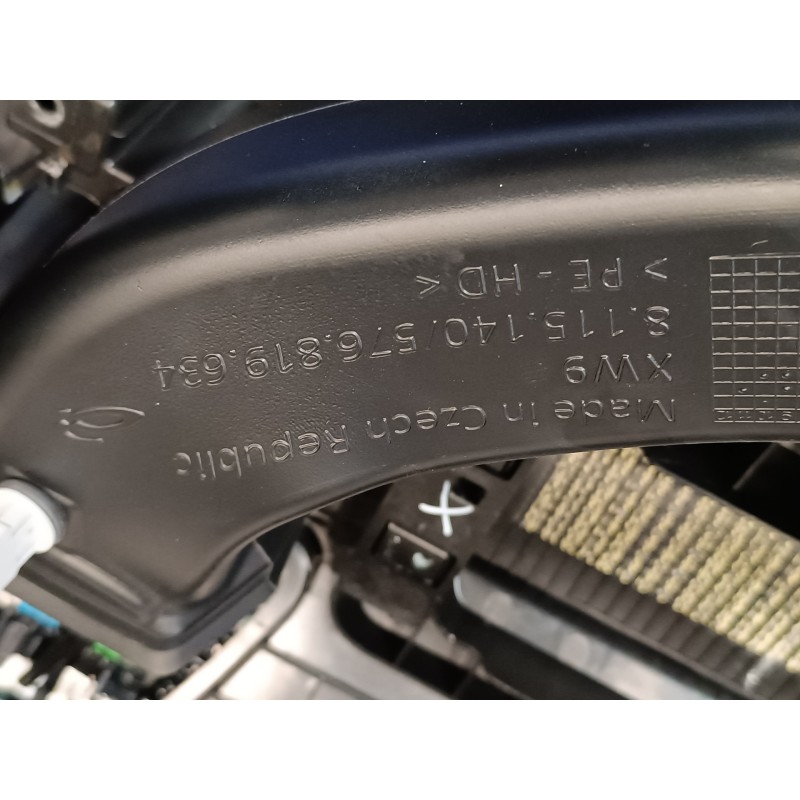 Made in Czech Republic
XW9
8.115.140/576.819.634
> PE - HD <